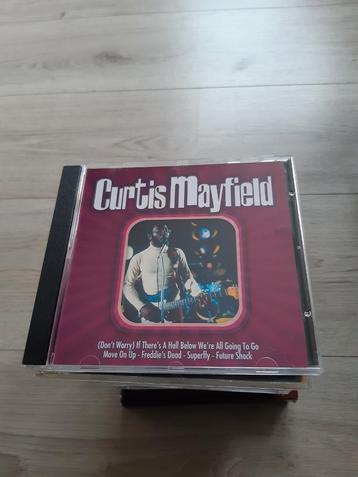 Curtis Mayfield
(Don't Worry) If There's A Hell Below We're All Going To Go
Move On Up - Freddie's Dead - Superfly - Future Shock